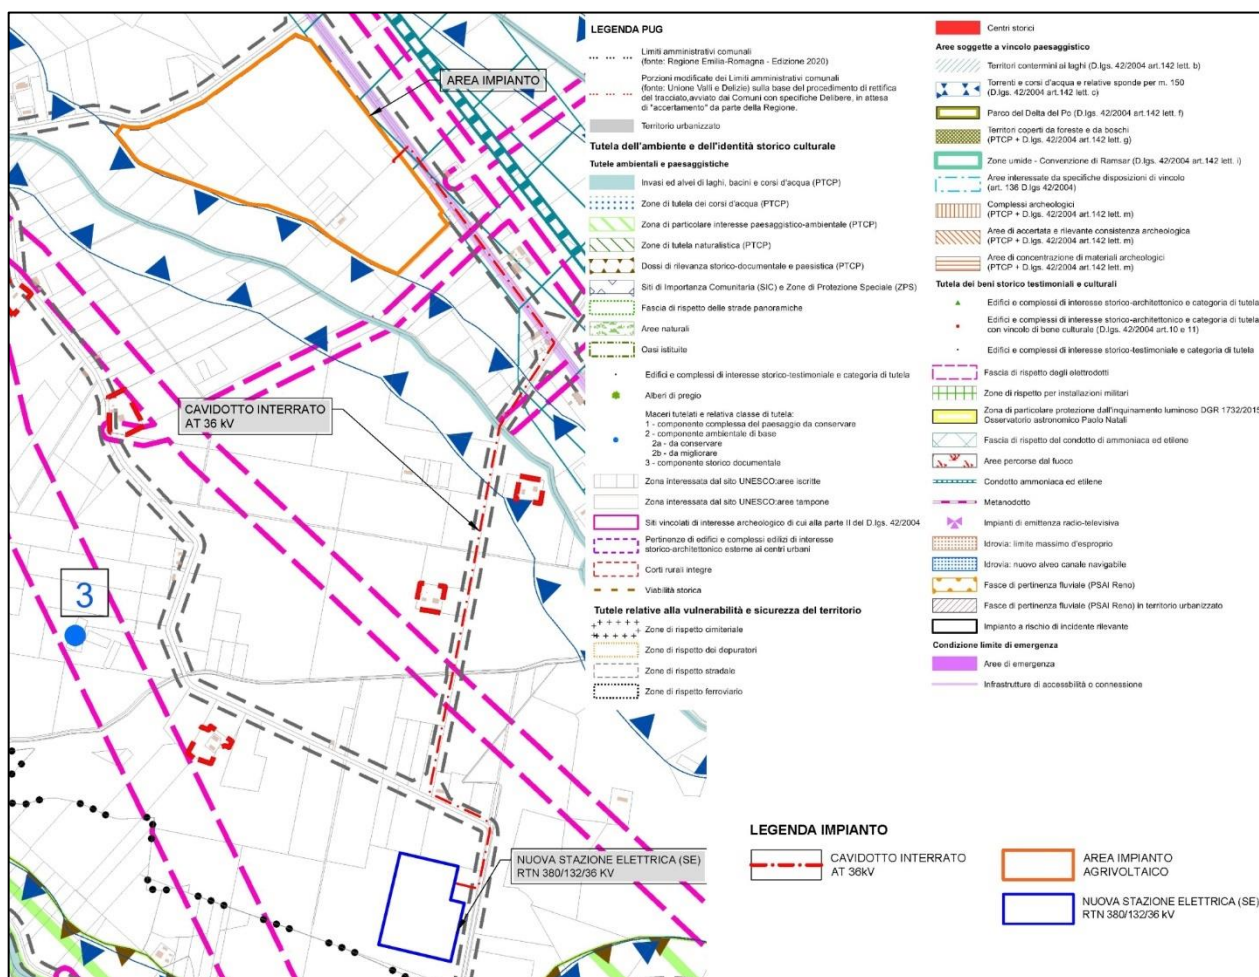 AREA IMPIANTO
CAVIDOTTO INTERRATO
AT 36 kV
3
NUOVA STAZIONE ELETTRICA (SE)
RTN 380/132/36 KV
LEGENDA PUG
Limiti amministrativi comunali
(fonte: Regione Emilia-Romagna - Edizione 2020)
Porzioni modificate dei Limiti amministrativi comunali
(fonte: Unione Valli e Delizie) sulla base del procedimento di rettifica
del tracciato,avviato dai Comuni con specifiche Delibere, in attesa
di "accertamento" da parte della Regione.
Territorio urbanizzato
Tutela dell'ambiente e dell'identità storico culturale
Tutele ambientali e paesaggistiche
Invasi ed alvei di laghi, bacini e corsi d'acqua (PTCP)
Zone di tutela dei corsi d'acqua (PTCP)
Zona di particolare interesse paesaggistico-ambientale (PTCP)
Zone di tutela naturalistica (PTCP)
Dossi di rilevanza storico-documentale e paesistica (PTCP)
Siti di Importanza Comunitaria (SIC) e Zone di Protezione Speciale (ZPS)
Fascia di rispetto delle strade panoramiche
Aree naturali
Oasi istituite
Edifici e complessi di interesse storico-testimoniale e categoria di tutela
Alberi di pregio
Maceri tutelati e relativa classe di tutela:
1 - componente complessa del paesaggio da conservare
2 - componente ambientale di base
2a - da conservare
2b - da migliorare
3 - componente storico documentale
Zona interessata dal sito UNESCO:aree iscritte
Zona interessata dal sito UNESCO:aree tampone
Siti vincolati di interesse archeologico di cui alla parte II del D.lgs. 42/2004
Pertinenze di edifici e complessi edilizi di interesse
storico-architettonico esterne ai centri urbani
Corti rurali integre
Viabilità storica
Tutele relative alla vulnerabilità e sicurezza del territorio
Zone di rispetto cimiteriale
Zone di rispetto dei depuratori
Zone di rispetto stradale
Zone di rispetto ferroviario
Centri storici
Aree soggette a vincolo paesaggistico
Territori contermini ai laghi (D.lgs. 42/2004 art.142 lett. b)
Torrenti e corsi d'acqua e relative sponde per m. 150
(D.lgs. 42/2004 art.142 lett. c)
Parco del Delta del Po (D.lgs. 42/2004 art.142 lett. f)
Territori coperti da foreste e da boschi
(PTCP + D.lgs. 42/2004 art.142 lett. g)
Zone umide - Convenzione di Ramsar (D.lgs. 42/2004 art.142 lett. i)
Aree interessate da specifiche disposizioni di vincolo
(art. 136 D.lgs 42/2004)
Complessi archeologici
(PTCP + D.lgs. 42/2004 art.142 lett. m)
Aree di accertata e rilevante consistenza archeologica
(PTCP + D.lgs. 42/2004 art.142 lett. m)
Aree di concentrazione di materiali archeologici
(PTCP + D.lgs. 42/2004 art.142 lett. m)
Tutela dei beni storico testimoniali e culturali
Edifici e complessi di interesse storico-architettonico e categoria di tutela
Edifici e complessi di interesse storico-architettonico e categoria di tutela
con vincolo di bene culturale (D.lgs. 42/2004 art.10 e 11)
Edifici e complessi di interesse storico-testimoniale e categoria di tutela
Fascia di rispetto degli elettrodotti
Zone di rispetto per installazioni militari
Zona di particolare protezione dall'inquinamento luminoso DGR 1732/2015
Osservatorio astronomico Paolo Natali
Fascia di rispetto dal condotto di ammoniaca ed etilene
Aree percorse dal fuoco
Condotto ammoniaca ed etilene
Metanodotto
Impianti di emittenza radio-televisiva
Idrovia: limite massimo d'esproprio
Idrovia: nuovo alveo canale navigabile
Fasce di pertinenza fluviale (PSAI Reno)
Fasce di pertinenza fluviale (PSAI Reno) in territorio urbanizzato
Impianto a rischio di incidente rilevante
Condizione limite di emergenza
Aree di emergenza
Infrastrutture di accessbilità o connessione
LEGENDA IMPIANTO
CAVIDOTTO INTERRATO
AT 36kV
AREA IMPIANTO
AGRIVOLTAICO
NUOVA STAZIONE ELETTRICA (SE)
RTN 380/132/36 kV